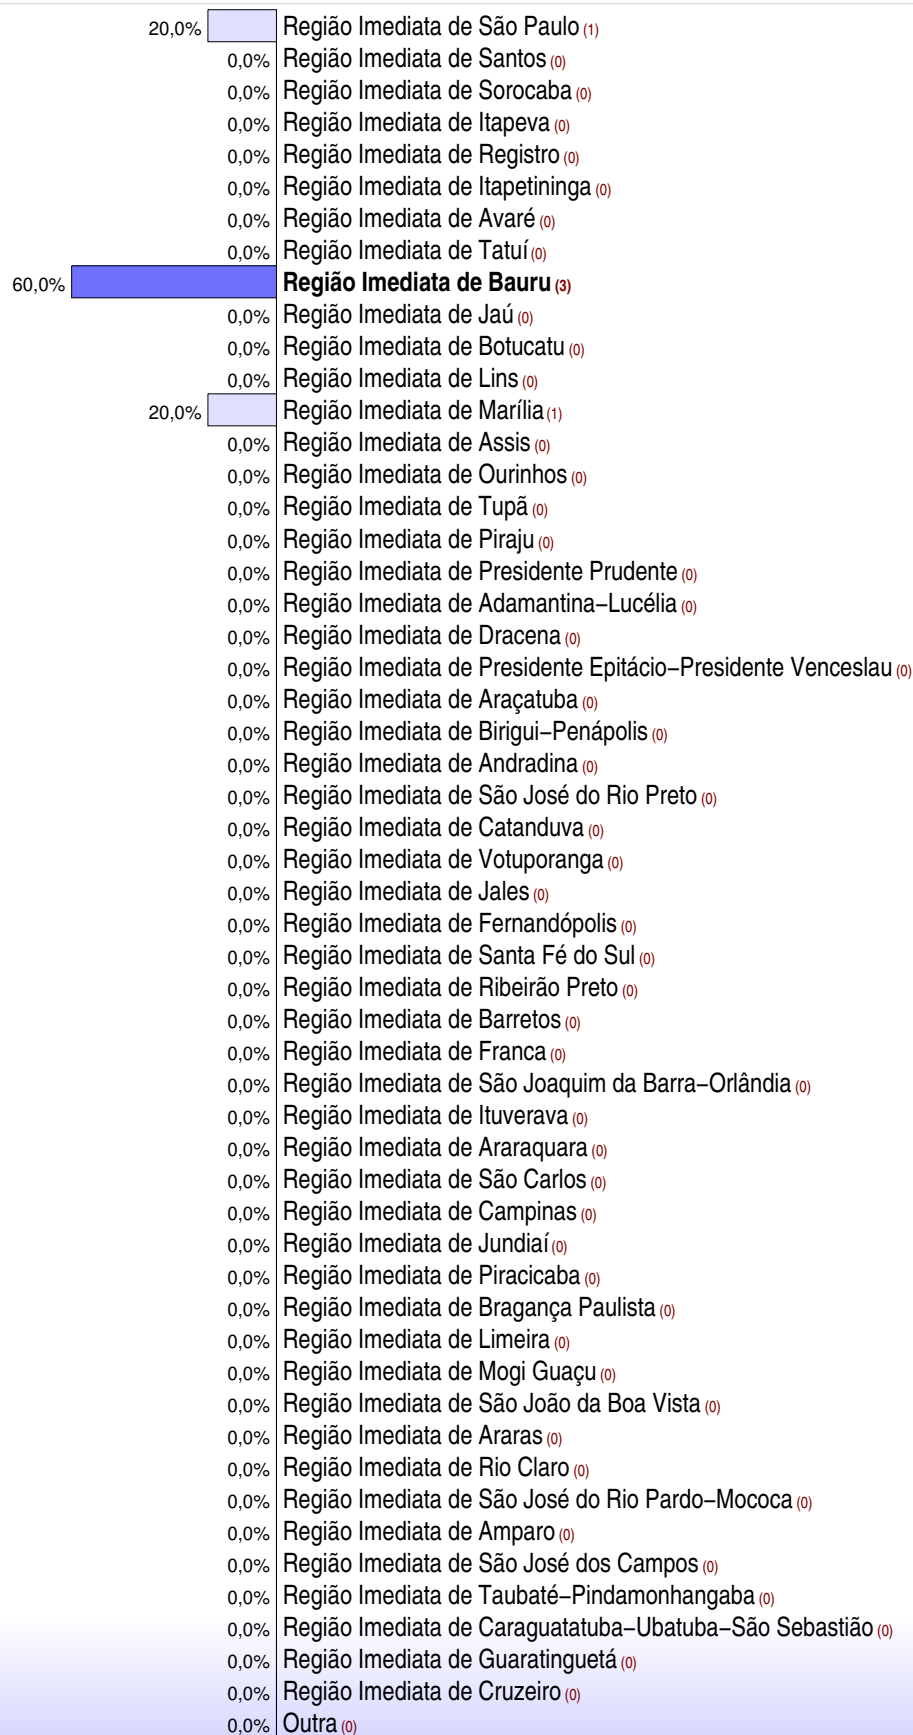 20,0% Região Imediata de São Paulo (1)
0,0% Região Imediata de Santos (0)
0,0% Região Imediata de Sorocaba (0)
0,0% Região Imediata de Itapeva (0)
0,0% Região Imediata de Registro (0)
0,0% Região Imediata de Itapetininga (0)
0,0% Região Imediata de Avaré (0)
0,0% Região Imediata de Tatuí (0)
60,0% Região Imediata de Bauru (3)
0,0% Região Imediata de Jaú (0)
0,0% Região Imediata de Botucatu (0)
0,0% Região Imediata de Lins (0)
20,0% Região Imediata de Marília (1)
0,0% Região Imediata de Assis (0)
0,0% Região Imediata de Ourinhos (0)
0,0% Região Imediata de Tupã (0)
0,0% Região Imediata de Piraju (0)
0,0% Região Imediata de Presidente Prudente (0)
0,0% Região Imediata de Adamantina−Lucélia (0)
0,0% Região Imediata de Dracena (0)
0,0% Região Imediata de Presidente Epitácio−Presidente Venceslau (0)
0,0% Região Imediata de Araçatuba (0)
0,0% Região Imediata de Birigui−Penápolis (0)
0,0% Região Imediata de Andradina (0)
0,0% Região Imediata de São José do Rio Preto (0)
0,0% Região Imediata de Catanduva (0)
0,0% Região Imediata de Votuporanga (0)
0,0% Região Imediata de Jales (0)
0,0% Região Imediata de Fernandópolis (0)
0,0% Região Imediata de Santa Fé do Sul (0)
0,0% Região Imediata de Ribeirão Preto (0)
0,0% Região Imediata de Barretos (0)
0,0% Região Imediata de Franca (0)
0,0% Região Imediata de São Joaquim da Barra−Orlândia (0)
0,0% Região Imediata de Ituverava (0)
0,0% Região Imediata de Araraquara (0)
0,0% Região Imediata de São Carlos (0)
0,0% Região Imediata de Campinas (0)
0,0% Região Imediata de Jundiaí (0)
0,0% Região Imediata de Piracicaba (0)
0,0% Região Imediata de Bragança Paulista (0)
0,0% Região Imediata de Limeira (0)
0,0% Região Imediata de Mogi Guaçu (0)
0,0% Região Imediata de São João da Boa Vista (0)
0,0% Região Imediata de Araras (0)
0,0% Região Imediata de Rio Claro (0)
0,0% Região Imediata de São José do Rio Pardo−Mococa (0)
0,0% Região Imediata de Amparo (0)
0,0% Região Imediata de São José dos Campos (0)
0,0% Região Imediata de Taubaté−Pindamonhangaba (0)
0,0% Região Imediata de Caraguatatuba−Ubatuba−São Sebastião (0)
0,0% Região Imediata de Guaratinguetá (0)
0,0% Região Imediata de Cruzeiro (0)
0,0% Outra (0)